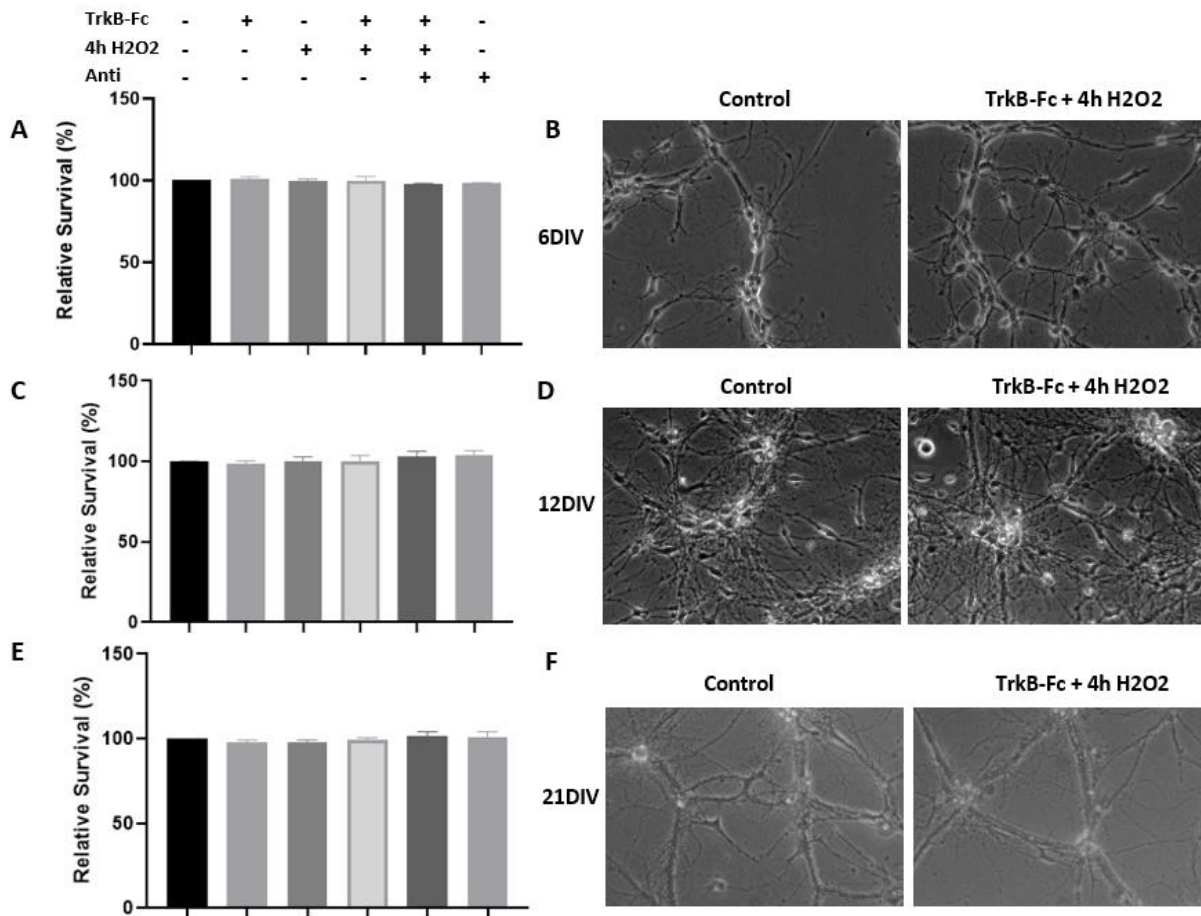 TrkB-Fc - + - + + -
4h H2O2 - - + + + -
Anti - - - - + +
A
150
100
50
0
Relative Survival (%)
B
Control
TrkB-Fc + 4h H2O2
6DIV
C
150
100
50
0
Relative Survival (%)
D
Control
TrkB-Fc + 4h H2O2
12DIV
E
150
100
50
0
Relative Survival (%)
F
Control
TrkB-Fc + 4h H2O2
21DIV